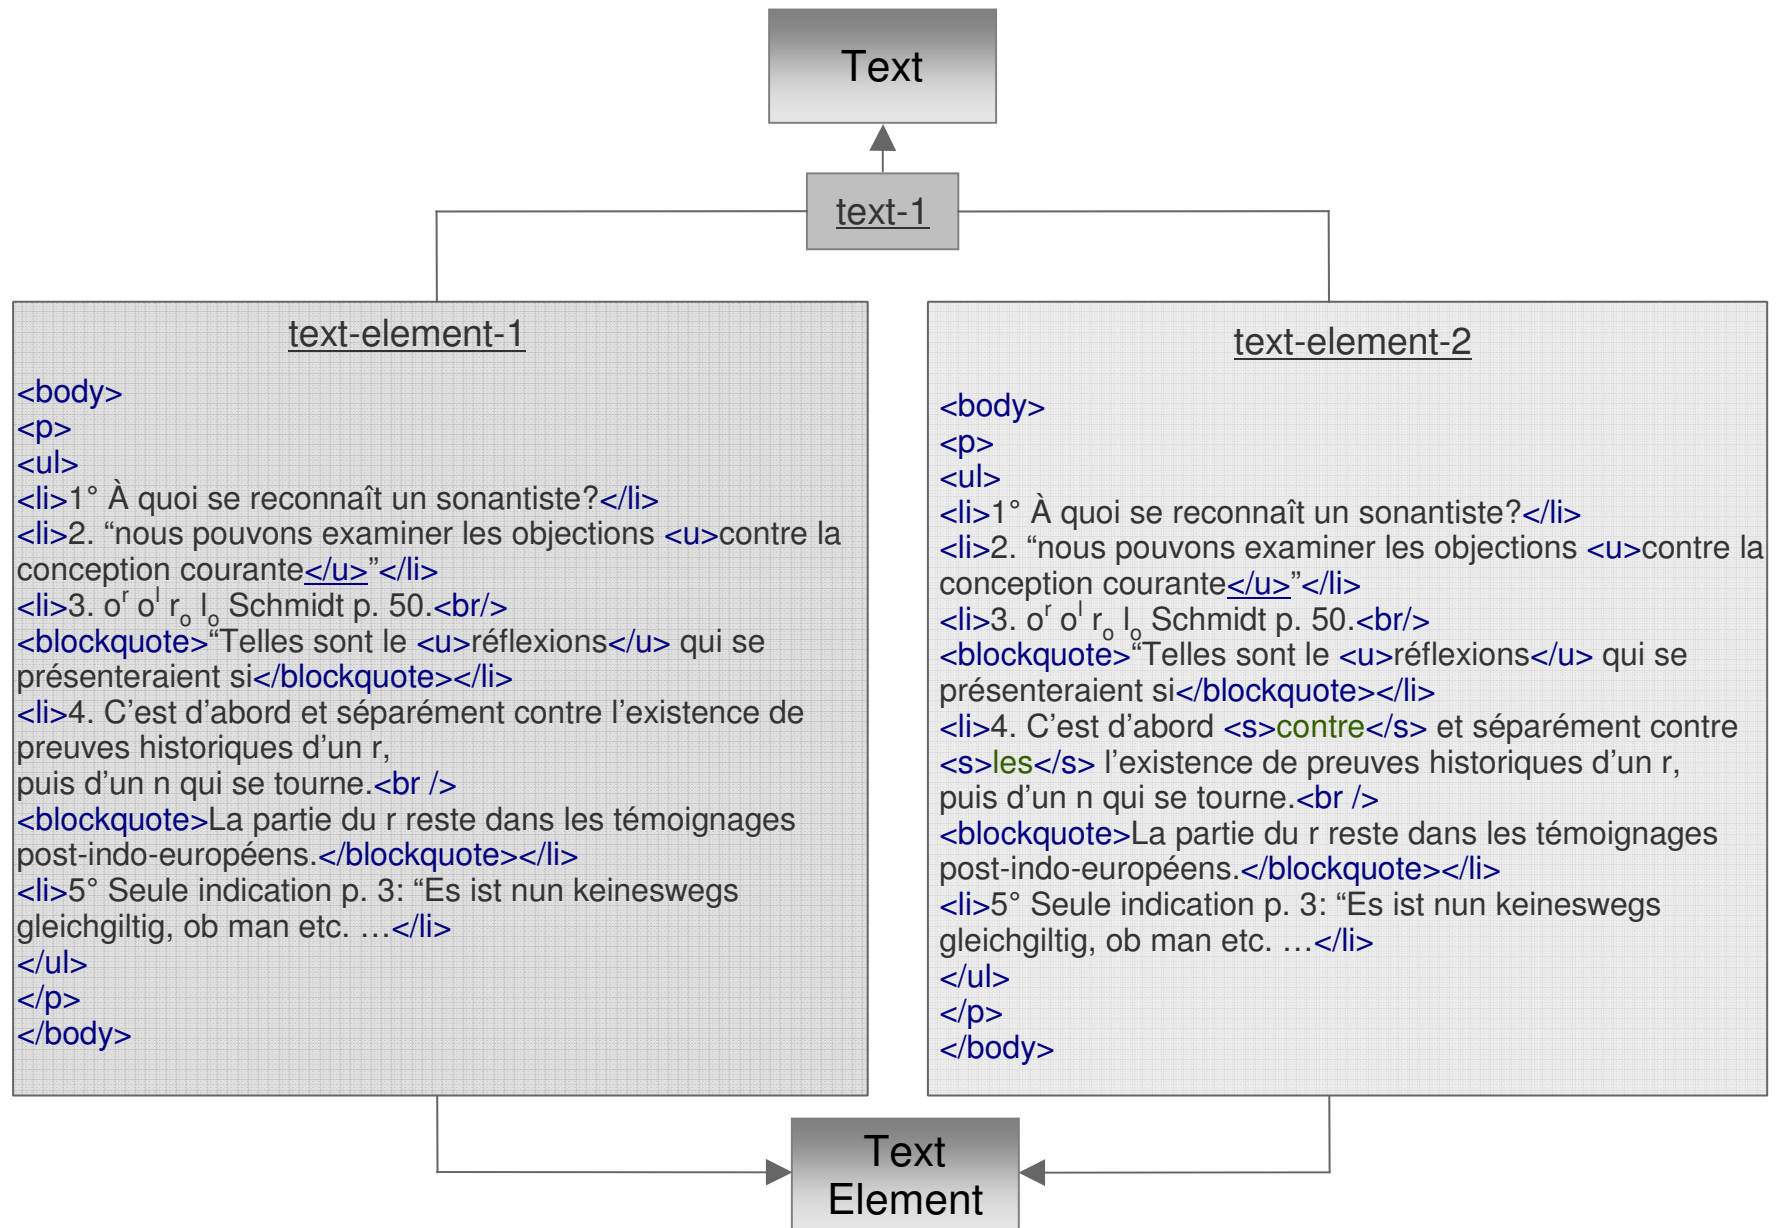 Text
text-1
text-element-1
<body>
<p>
<ul>
<li>1° À quoi se reconnaît un sonantiste?</li>
<li>2. “nous pouvons examiner les objections <u>contre la
conception courante</u>”</li>
<li>3. oʳ oˡ rₒ lₒ Schmidt p. 50.<br/>
<blockquote>“Telles sont le <u>réflexions</u> qui se
présenteraient si</blockquote></li>
<li>4. C’est d’abord et séparément contre l’existence de
preuves historiques d’un r,
puis d’un n qui se tourne.<br />
<blockquote>La partie du r reste dans les témoignages
post-indo-européens.</blockquote></li>
<li>5° Seule indication p. 3: “Es ist nun keineswegs
gleichgiltig, ob man etc. …</li>
</ul>
</p>
</body>
text-element-2
<body>
<p>
<ul>
<li>1° À quoi se reconnaît un sonantiste?</li>
<li>2. “nous pouvons examiner les objections <u>contre la
conception courante</u>”</li>
<li>3. oʳ oˡ rₒ lₒ Schmidt p. 50.<br/>
<blockquote>“Telles sont le <u>réflexions</u> qui se
présenteraient si</blockquote></li>
<li>4. C’est d’abord <s>contre</s> et séparément contre
<s>les</s> l’existence de preuves historiques d’un r,
puis d’un n qui se tourne.<br />
<blockquote>La partie du r reste dans les témoignages
post-indo-européens.</blockquote></li>
<li>5° Seule indication p. 3: “Es ist nun keineswegs
gleichgiltig, ob man etc. …</li>
</ul>
</p>
</body>
Text
Element